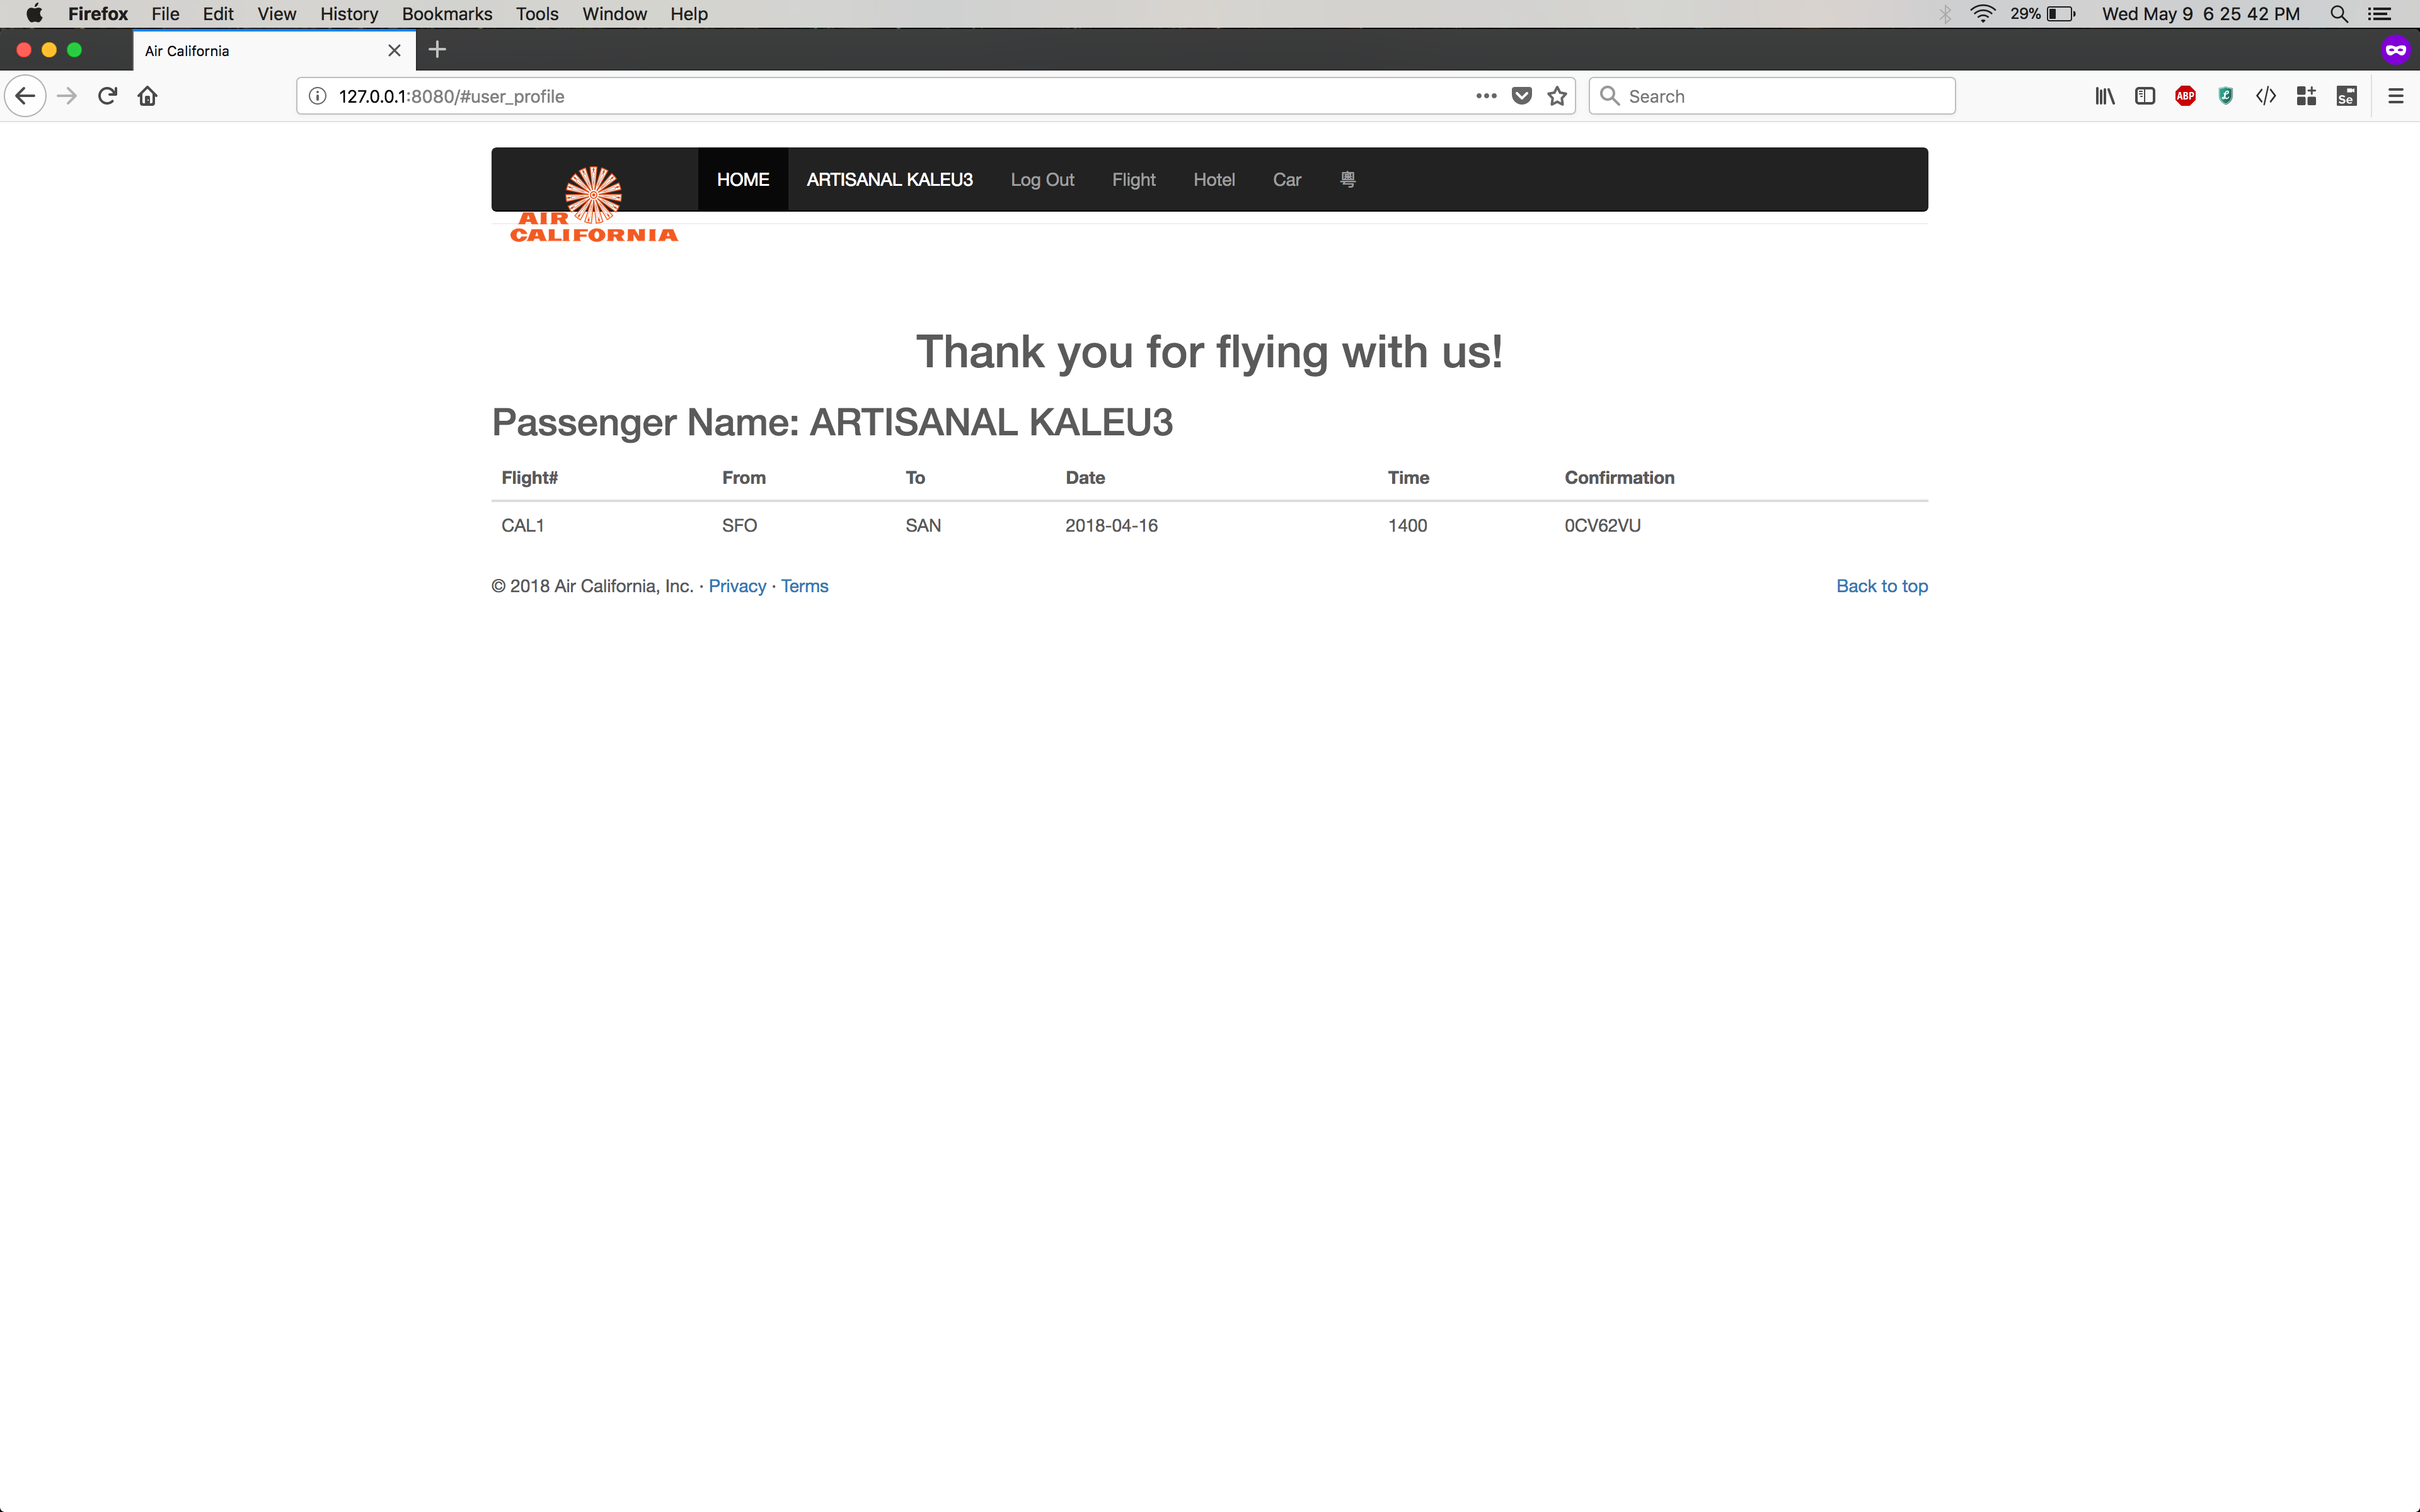 Firefox File Edit View History Bookmarks Tools Window Help 29% Wed May 9 6 25 42 PM
Air California
127.0.0.1:8080/#user_profile Search ABP Se
HOME ARTISANAL KALEU3 Log Out Flight Hotel Car 粵
AIR
CALIFORNIA
Thank you for flying with us!
Passenger Name: ARTISANAL KALEU3
Flight# From To Date Time Confirmation
CAL1 SFO SAN 2018-04-16 1400 0CV62VU
© 2018 Air California, Inc. · Privacy · Terms Back to top